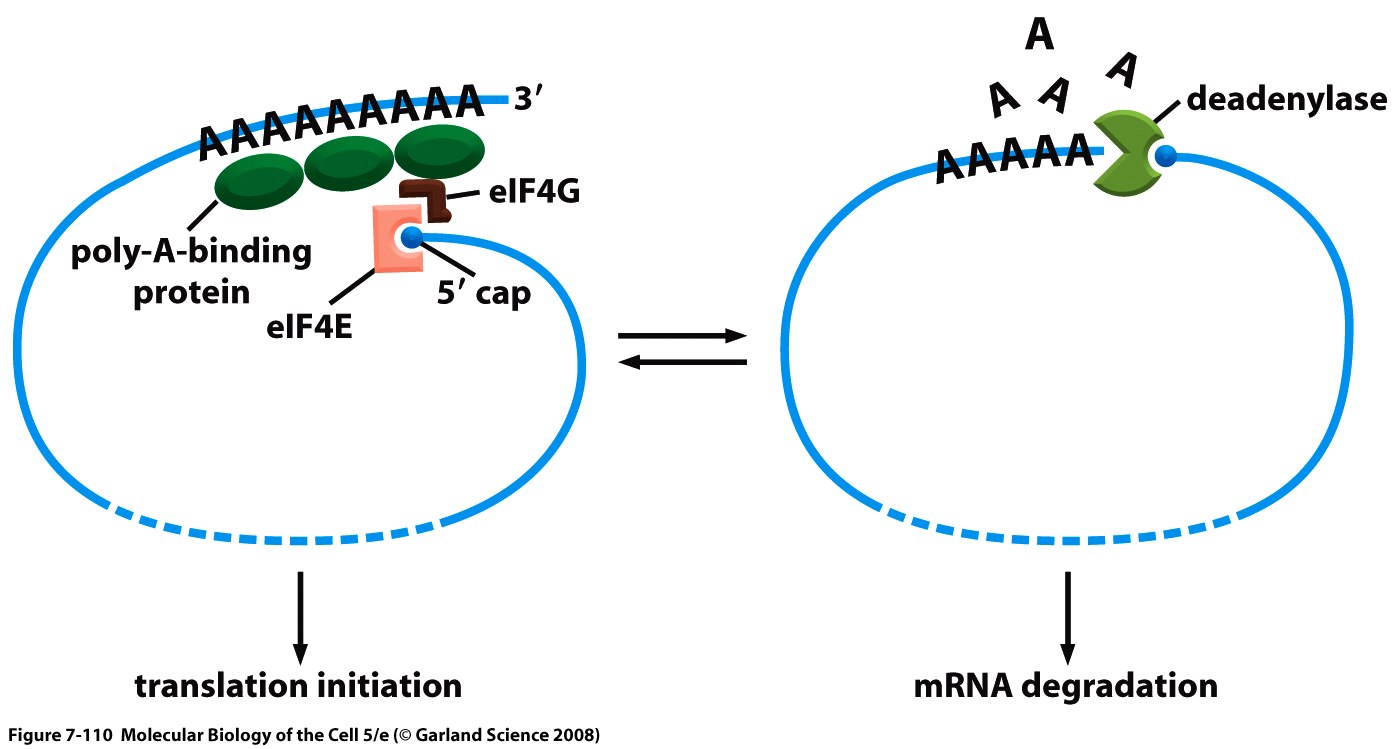 AAAAAAAAA 3′
poly-A-binding
protein
eIF4G
5′ cap
eIF4E
translation initiation
A
A A A
deadenylase
AAAAA
mRNA degradation
Figure 7-110 Molecular Biology of the Cell 5/e (© Garland Science 2008)